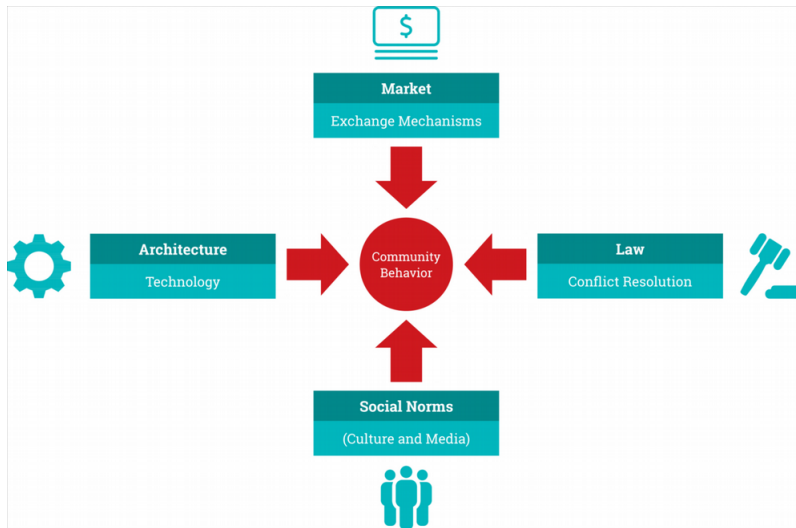 $
Market
Exchange Mechanisms
Architecture
Technology
Community
Behavior
Law
Conflict Resolution
Social Norms
(Culture and Media)